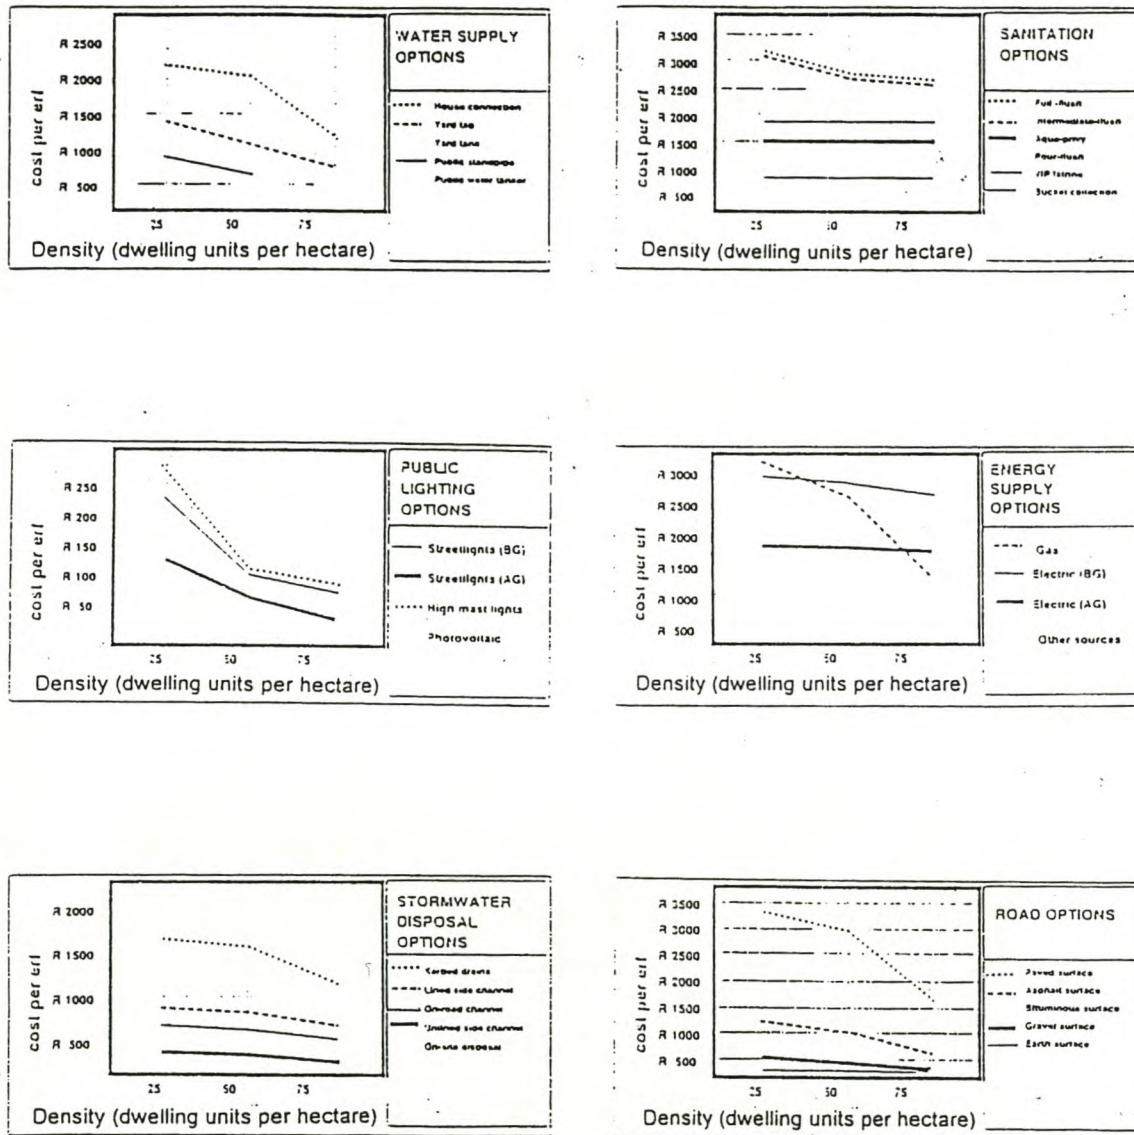 WATER SUPPLY
OPTIONS
R 2500
R 2000
R 1500
R 1000
R 500
cost per erf
House connection
Yard tap
Yard tank
Public standpipe
Public water tanker
25 50 75
Density (dwelling units per hectare)
SANITATION
OPTIONS
R 3500
R 3000
R 2500
R 2000
R 1500
R 1000
R 500
cost per erf
Full-flush
Intermediate-flush
Aqua-privy
Pour-flush
VIP latrine
Bucket collection
25 50 75
Density (dwelling units per hectare)
PUBLIC
LIGHTING
OPTIONS
R 250
R 200
R 150
R 100
R 50
cost per erf
Streetlights (BG)
Streetlights (AG)
High mast lights
Photovoltaic
25 50 75
Density (dwelling units per hectare)
ENERGY
SUPPLY
OPTIONS
R 3000
R 2500
R 2000
R 1500
R 1000
R 500
cost per erf
Gas
Electric (BG)
Electric (AG)
Other sources
25 50 75
Density (dwelling units per hectare)
STORMWATER
DISPOSAL
OPTIONS
R 2000
R 1500
R 1000
R 500
cost per erf
Kerbed drains
Lined side channel
On-road channel
Unlined side channel
On-site disposal
25 50 75
Density (dwelling units per hectare)
ROAD OPTIONS
R 3500
R 3000
R 2500
R 2000
R 1500
R 1000
R 500
cost per erf
Paved surface
Asphalt surface
Bituminous surface
Gravel surface
Earth surface
25 50 75
Density (dwelling units per hectare)